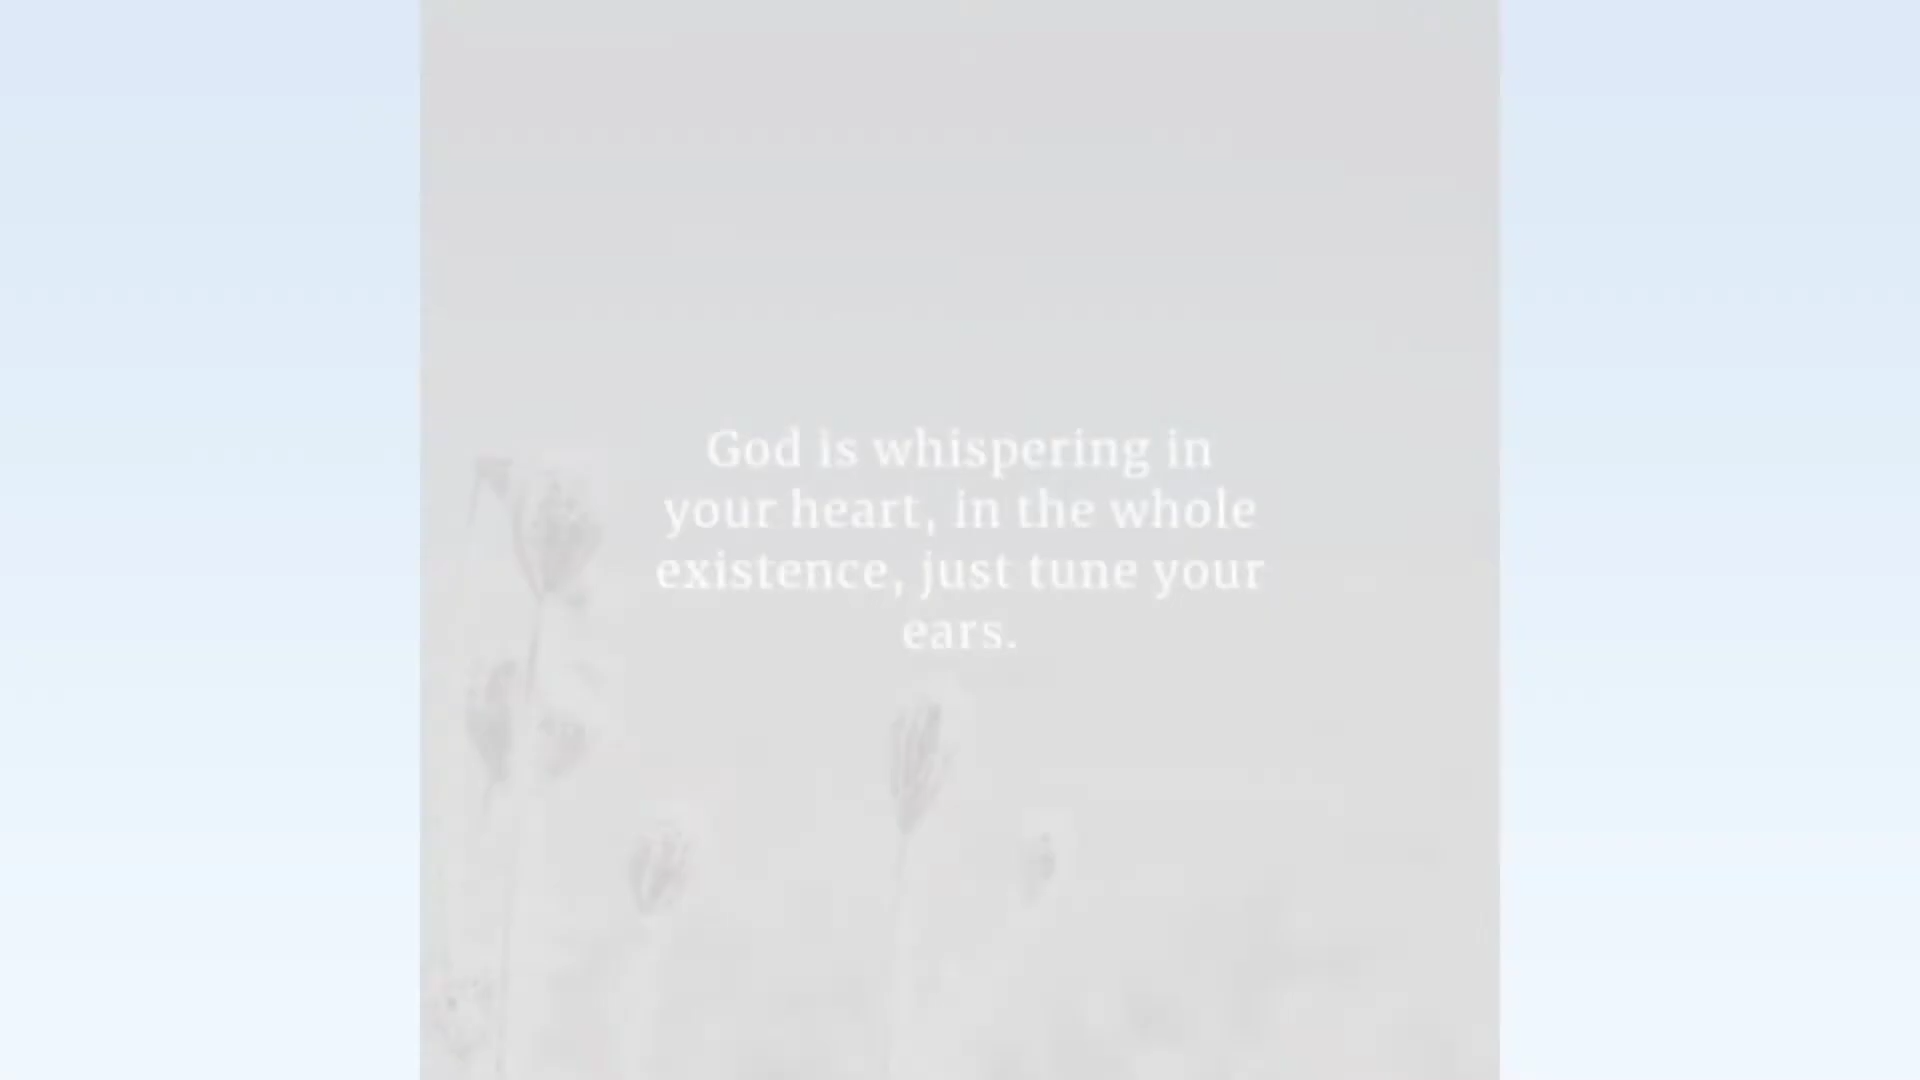 God is whispering in
your heart, in the whole
existence, just tune your
ears.